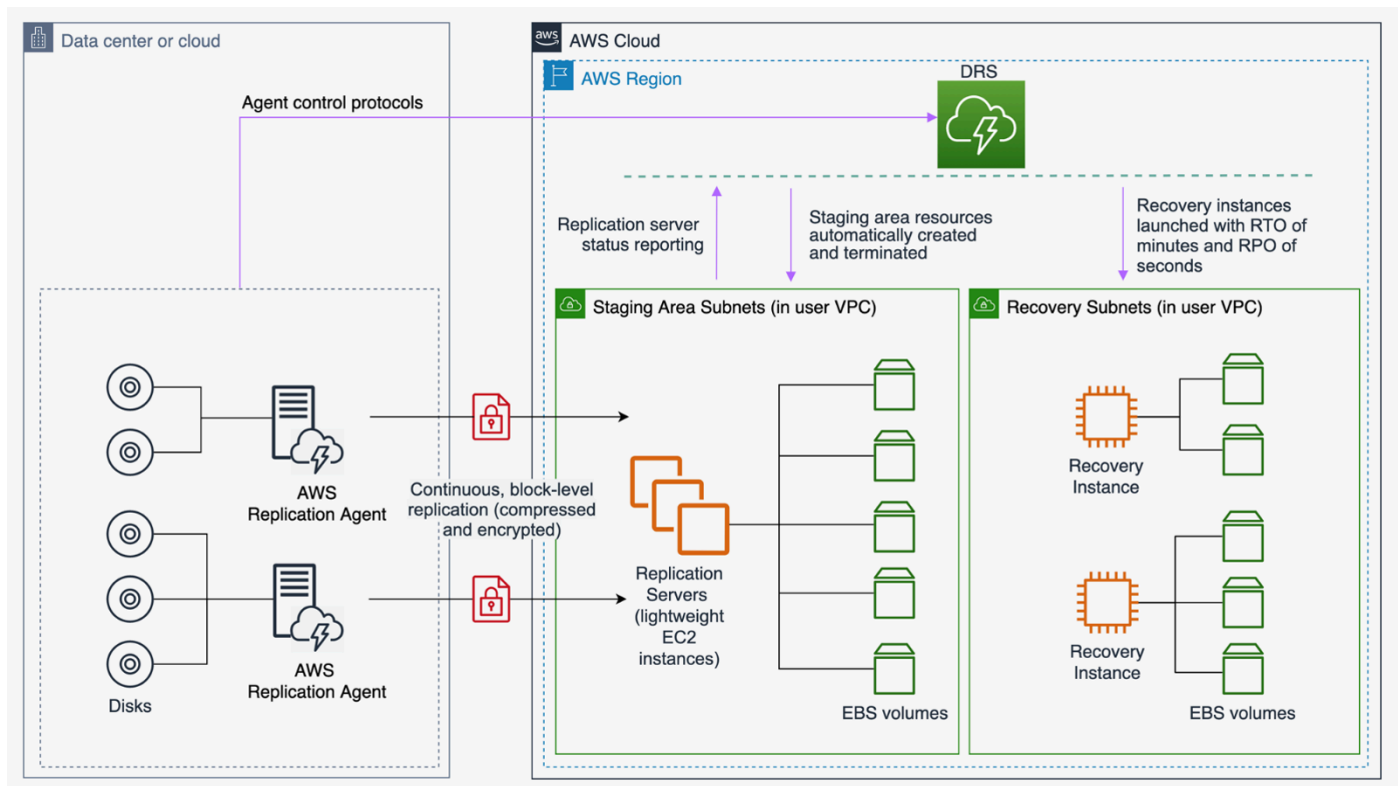 Data center or cloud
aws
AWS Cloud
AWS Region
DRS
Agent control protocols
Replication server
status reporting
Staging area resources
automatically created
and terminated
Recovery instances
launched with RTO of
minutes and RPO of
seconds
Staging Area Subnets (in user VPC)
Recovery Subnets (in user VPC)
AWS
Replication Agent
Continuous, block-level
replication (compressed
and encrypted)
AWS
Replication Agent
Disks
Replication
Servers
(lightweight
EC2
instances)
EBS volumes
Recovery
Instance
Recovery
Instance
EBS volumes